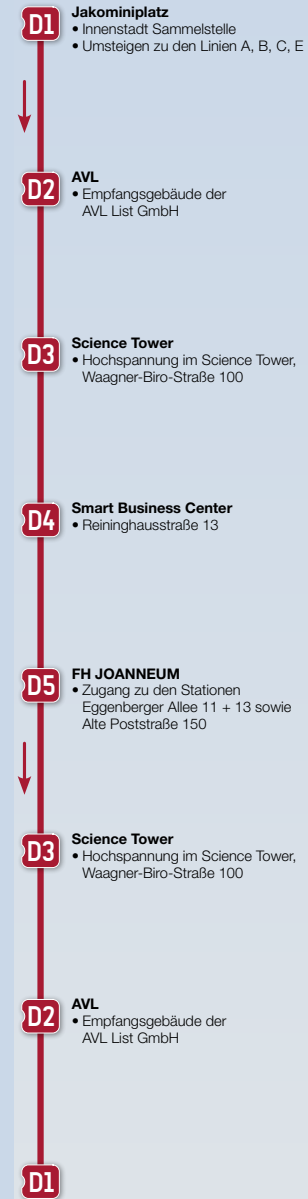 D1
Jakominiplatz
• Innenstadt Sammelstelle
• Umsteigen zu den Linien A, B, C, E
D2
AVL
• Empfangsgebäude der
AVL List GmbH
D3
Science Tower
• Hochspannung im Science Tower,
Waagner-Biro-Straße 100
D4
Smart Business Center
• Reininghausstraße 13
D5
FH JOANNEUM
• Zugang zu den Stationen
Eggenberger Allee 11 + 13 sowie
Alte Poststraße 150
D3
Science Tower
• Hochspannung im Science Tower,
Waagner-Biro-Straße 100
D2
AVL
• Empfangsgebäude der
AVL List GmbH
D1